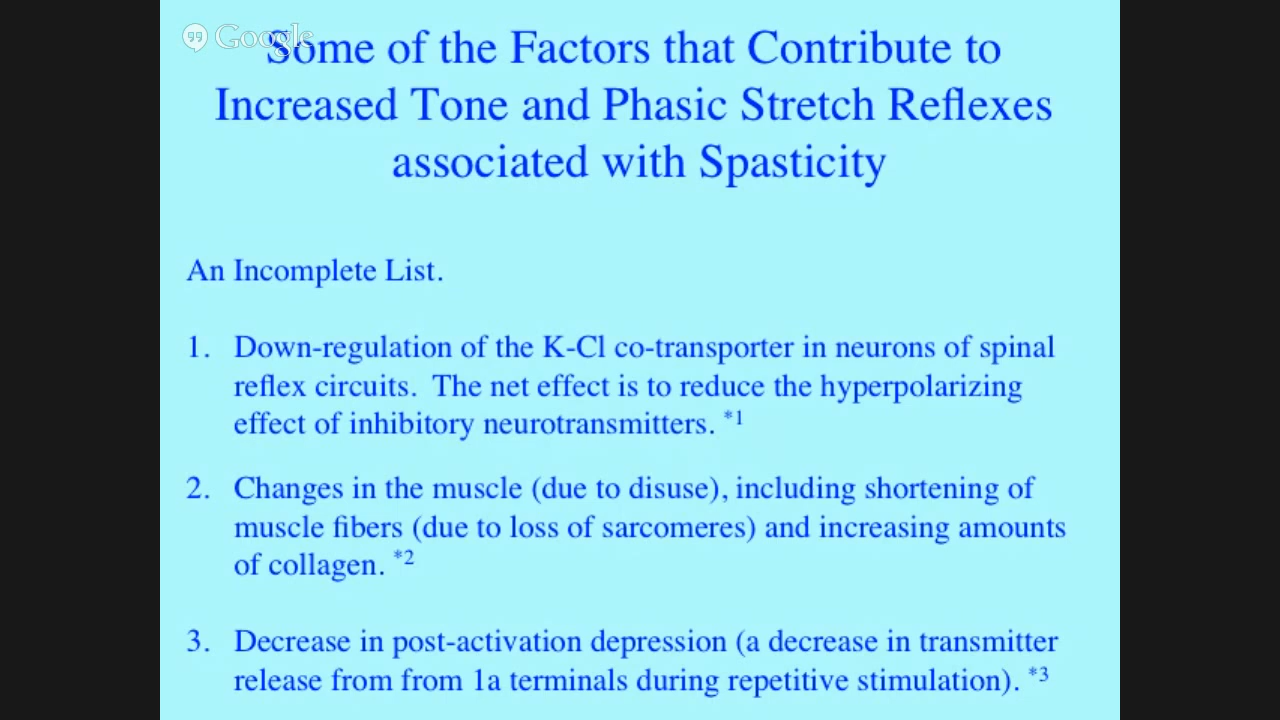 Google
Some of the Factors that Contribute to
Increased Tone and Phasic Stretch Reflexes
associated with Spasticity
An Incomplete List.
1. Down-regulation of the K-Cl co-transporter in neurons of spinal
reflex circuits. The net effect is to reduce the hyperpolarizing
effect of inhibitory neurotransmitters. *1
2. Changes in the muscle (due to disuse), including shortening of
muscle fibers (due to loss of sarcomeres) and increasing amounts
of collagen. *2
3. Decrease in post-activation depression (a decrease in transmitter
release from from 1a terminals during repetitive stimulation). *3